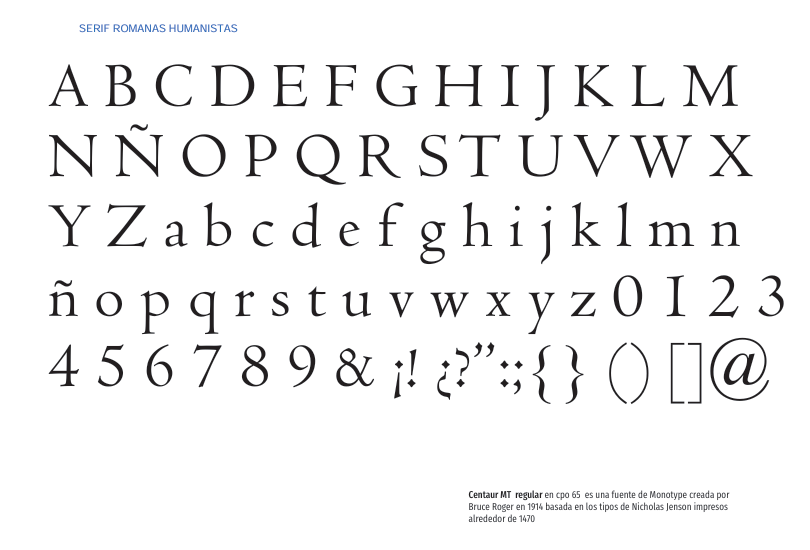 SERIF ROMANAS HUMANISTAS
A B C D E F G H I J K L M
N Ñ O P Q R S T U V W X
Y Z a b c d e f g h i j k l m n
ñ o p q r s t u v w x y z 0 1 2 3
4 5 6 7 8 9 & ¡! ¿?”:;{ } ( ) [ ]@
Centaur MT regular en cpo 65 es una fuente de Monotype creada por
Bruce Roger en 1914 basada en los tipos de Nicholas Jenson impresos
alrededor de 1470